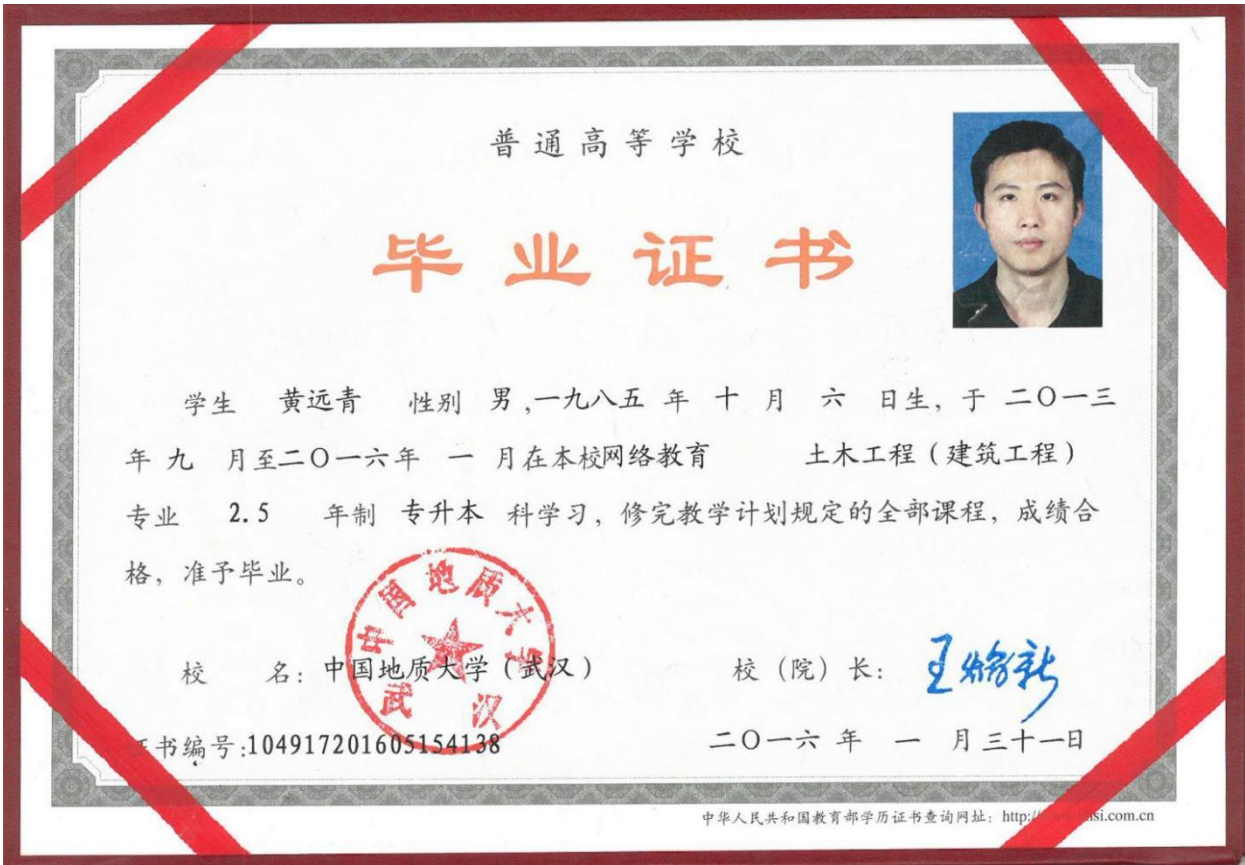 普通高等学校
毕业证书
学生 黄远青 性别 男,一九八五 年 十 月 六 日生,于 二〇一三
年 九 月至二〇一六年 一 月在本校网络教育 土木工程(建筑工程)
专业 2.5 年制 专升本 科学习,修完教学计划规定的全部课程,成绩合
格,准予毕业。
中国地质大学
武汉
校 名:中国地质大学(武汉) 校(院)长: 王焰新
书编号:104917201605154138 二〇一六 年 一 月三十一日
中华人民共和国教育部学历证书查询网址:http:/ si.com.cn